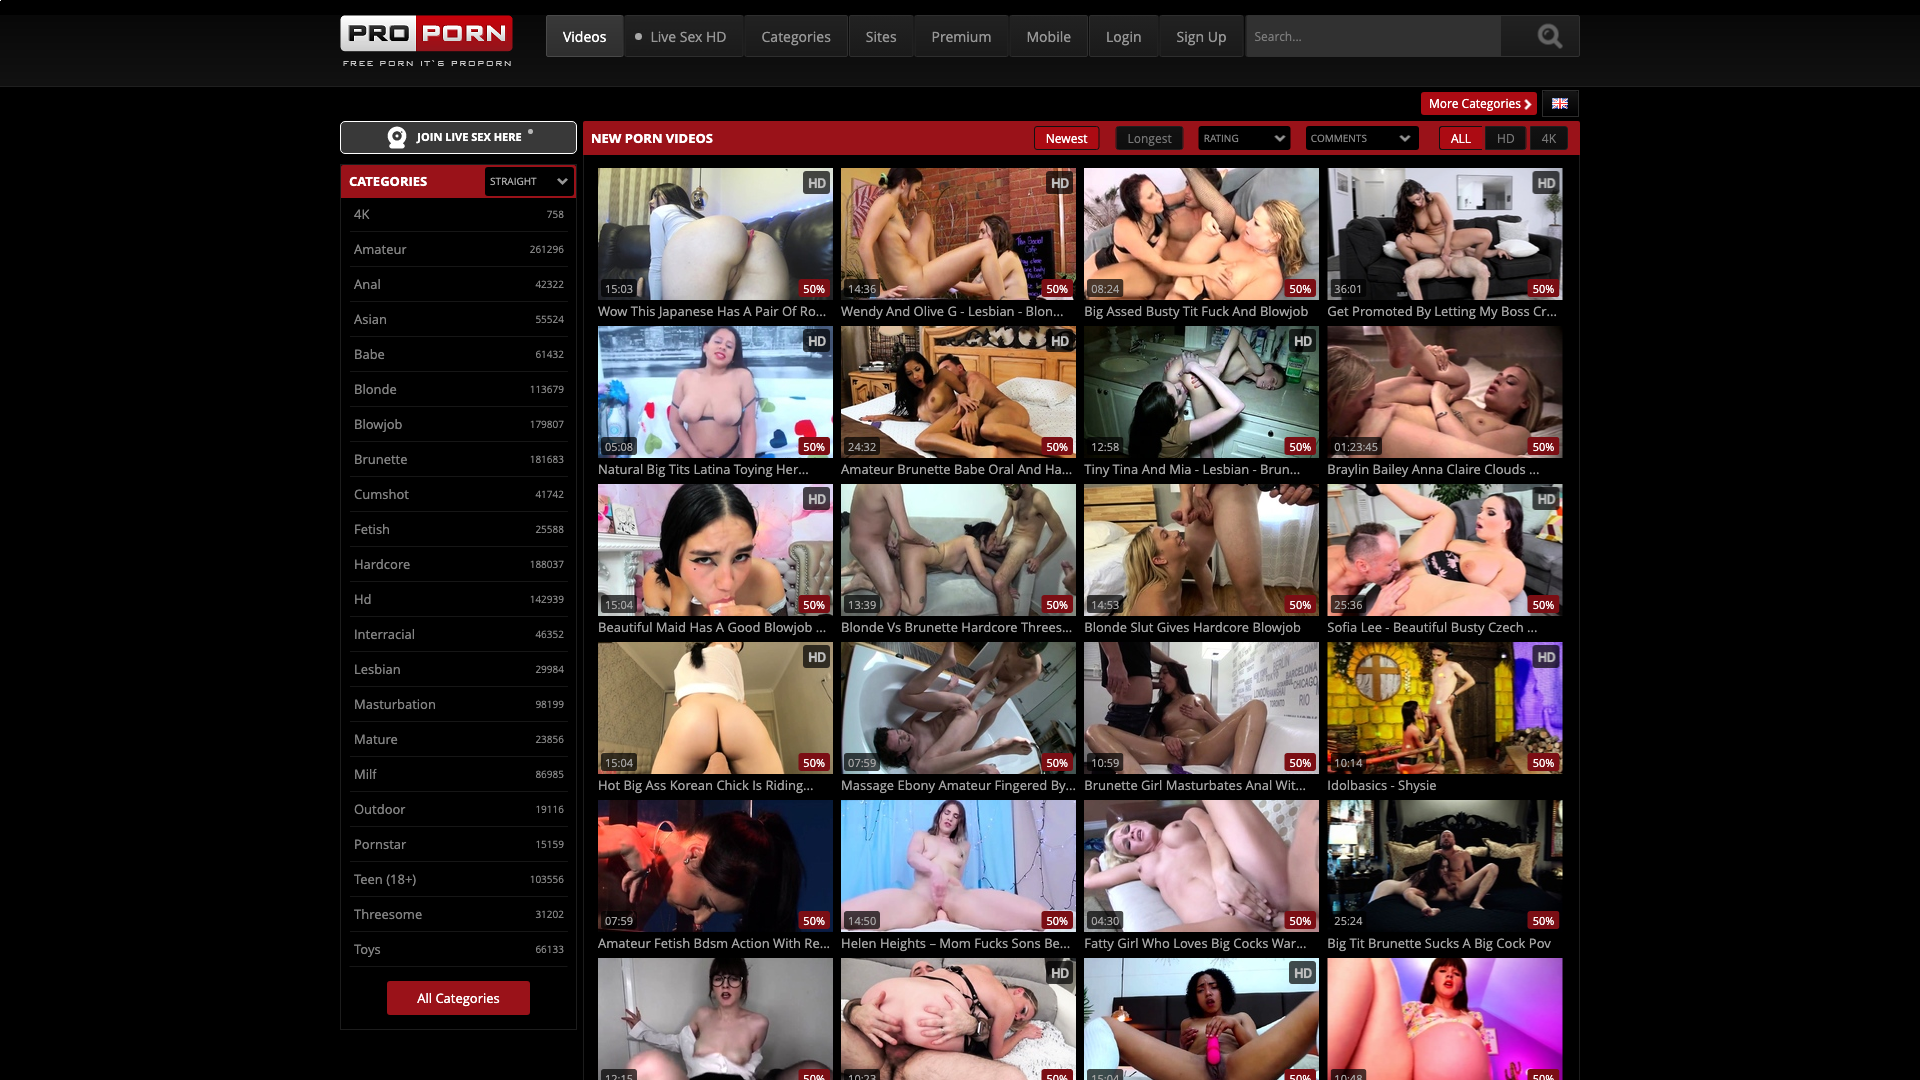 PRO PORN
FREE PORN IT'S PROPORN
Videos
Live Sex HD
Categories
Sites
Premium
Mobile
Login
Sign Up
Search...
More Categories
JOIN LIVE SEX HERE
CATEGORIES
STRAIGHT
4K 758
Amateur 261296
Anal 42322
Asian 55524
Babe 61432
Blonde 113679
Blowjob 179807
Brunette 181683
Cumshot 41742
Fetish 25588
Hardcore 188037
Hd 142939
Interracial 46352
Lesbian 29984
Masturbation 98199
Mature 23856
Milf 86985
Outdoor 19116
Pornstar 15159
Teen (18+) 103556
Threesome 31202
Toys 66133
All Categories
NEW PORN VIDEOS
Newest
Longest
RATING
COMMENTS
ALL
HD
4K
HD
15:03 50%
Wow This Japanese Has A Pair Of Ro...
HD
14:36 50%
Wendy And Olive G - Lesbian - Blon...
08:24 50%
Big Assed Busty Tit Fuck And Blowjob
HD
36:01 50%
Get Promoted By Letting My Boss Cr...
HD
05:08 50%
Natural Big Tits Latina Toying Her...
HD
24:32 50%
Amateur Brunette Babe Oral And Ha...
HD
12:58 50%
Tiny Tina And Mia - Lesbian - Brun...
01:23:45 50%
Braylin Bailey Anna Claire Clouds ...
HD
15:04 50%
Beautiful Maid Has A Good Blowjob ...
13:39 50%
Blonde Vs Brunette Hardcore Threes...
14:53 50%
Blonde Slut Gives Hardcore Blowjob
HD
25:36 50%
Sofia Lee - Beautiful Busty Czech ...
HD
15:04 50%
Hot Big Ass Korean Chick Is Riding...
07:59 50%
Massage Ebony Amateur Fingered By...
10:59 50%
Brunette Girl Masturbates Anal Wit...
HD
10:14 50%
Idolbasics - Shysie
07:59 50%
Amateur Fetish Bdsm Action With Re...
14:50 50%
Helen Heights – Mom Fucks Sons Be...
04:30 50%
Fatty Girl Who Loves Big Cocks War...
25:24 50%
Big Tit Brunette Sucks A Big Cock Pov
12:15 50%
HD
10:23 50%
HD
15:04 50%
10:48 50%